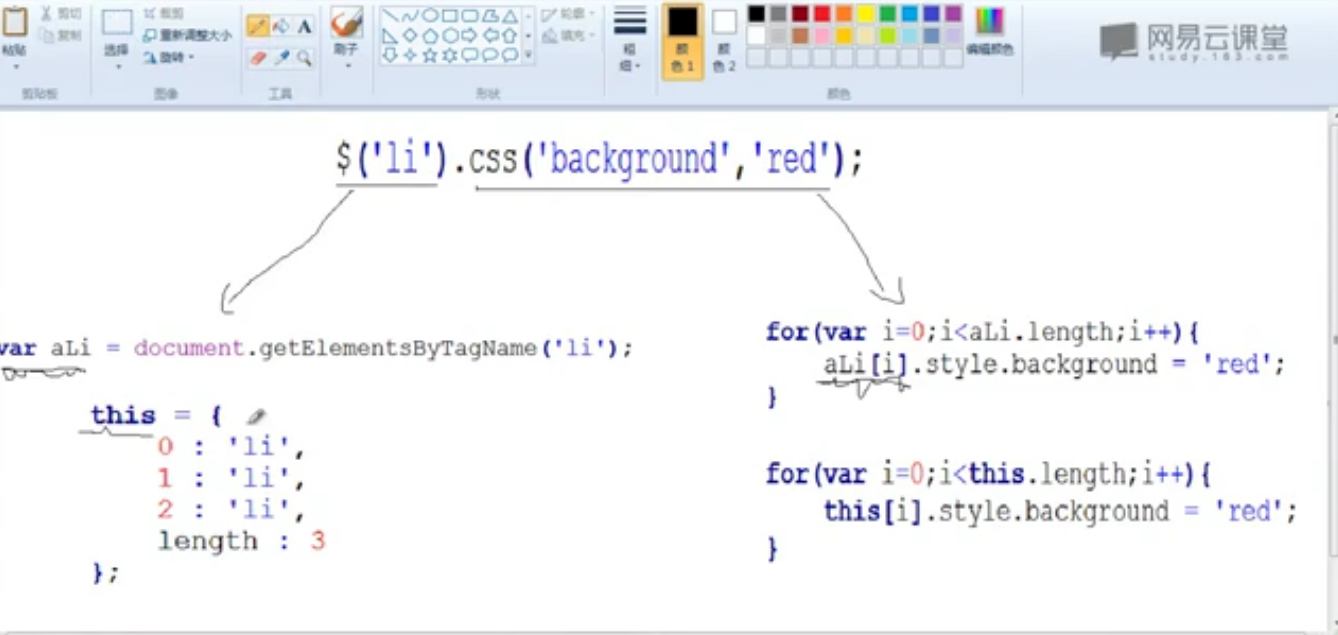 剪切
复制
粘贴
剪贴板
裁剪
重新调整大小
旋转
选择
图像
A
工具
刷子
轮廓
填充
形状
粗
细
颜
色 1
颜
色 2
编辑颜色
颜色
网易云课堂
study.163.com
$('li').css('background','red');
var aLi = document.getElementsByTagName('li');
this = {
0 : 'li',
1 : 'li',
2 : 'li',
length : 3
};
for(var i=0;i<aLi.length;i++){
aLi[i].style.background = 'red';
}
for(var i=0;i<this.length;i++){
this[i].style.background = 'red';
}